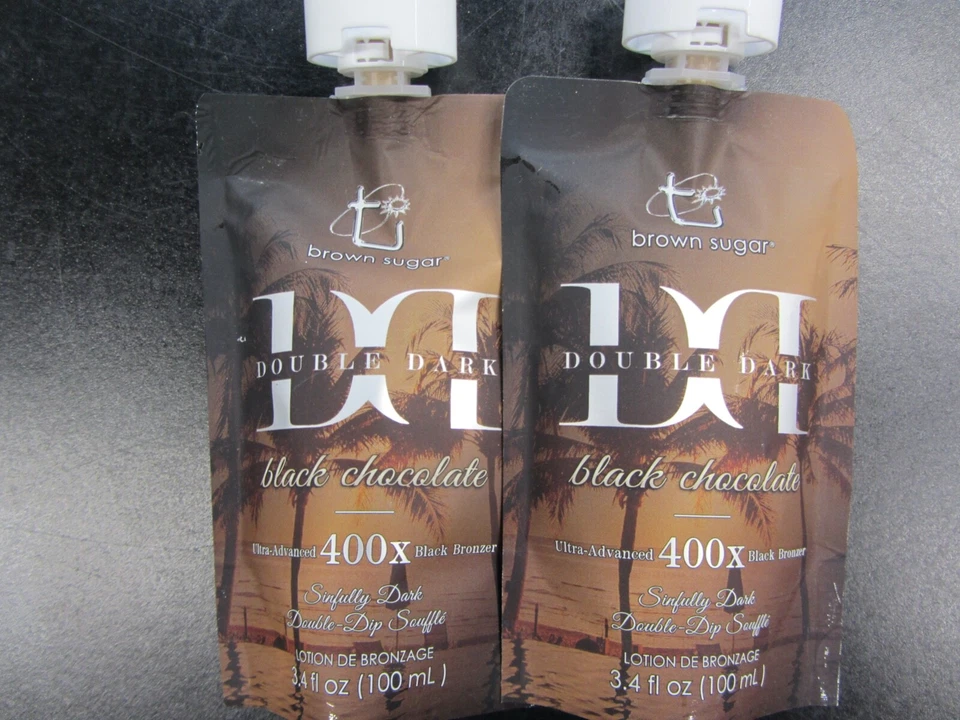 brown sugar®
DOUBLE DARK
black chocolate
Ultra-Advanced 400x Black Bronzer
Sinfully Dark
Double-Dip Soufflé
LOTION DE BRONZAGE
3.4 fl oz (100 mL)
brown sugar®
DD
DOUBLE DARK
black chocolate
Ultra-Advanced 400x Black Bronzer
Sinfully Dark
Double-Dip Soufflé
LOTION DE BRONZAGE
3.4 fl oz (100 mL)